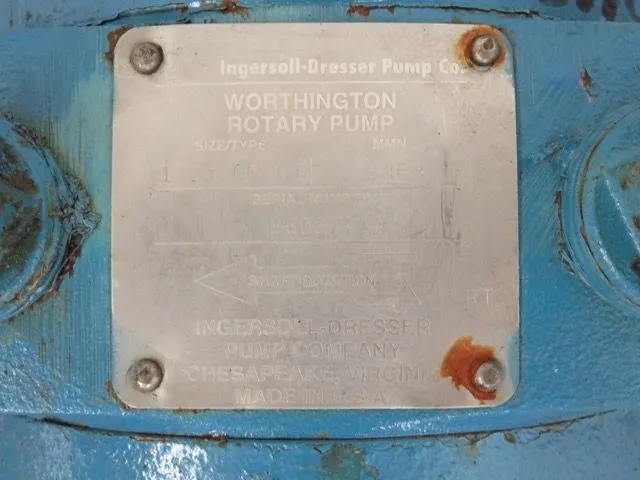 Ingersoll-Dresser Pump Co.
WORTHINGTON
ROTARY PUMP
SIZE/TYPE MMN
SERIAL NUMBER
SHAFT ROTATION
RT
INGERSOLL-DRESSER
PUMP COMPANY
CHESAPEAKE, VIRGINI
MADE IN U.S.A.